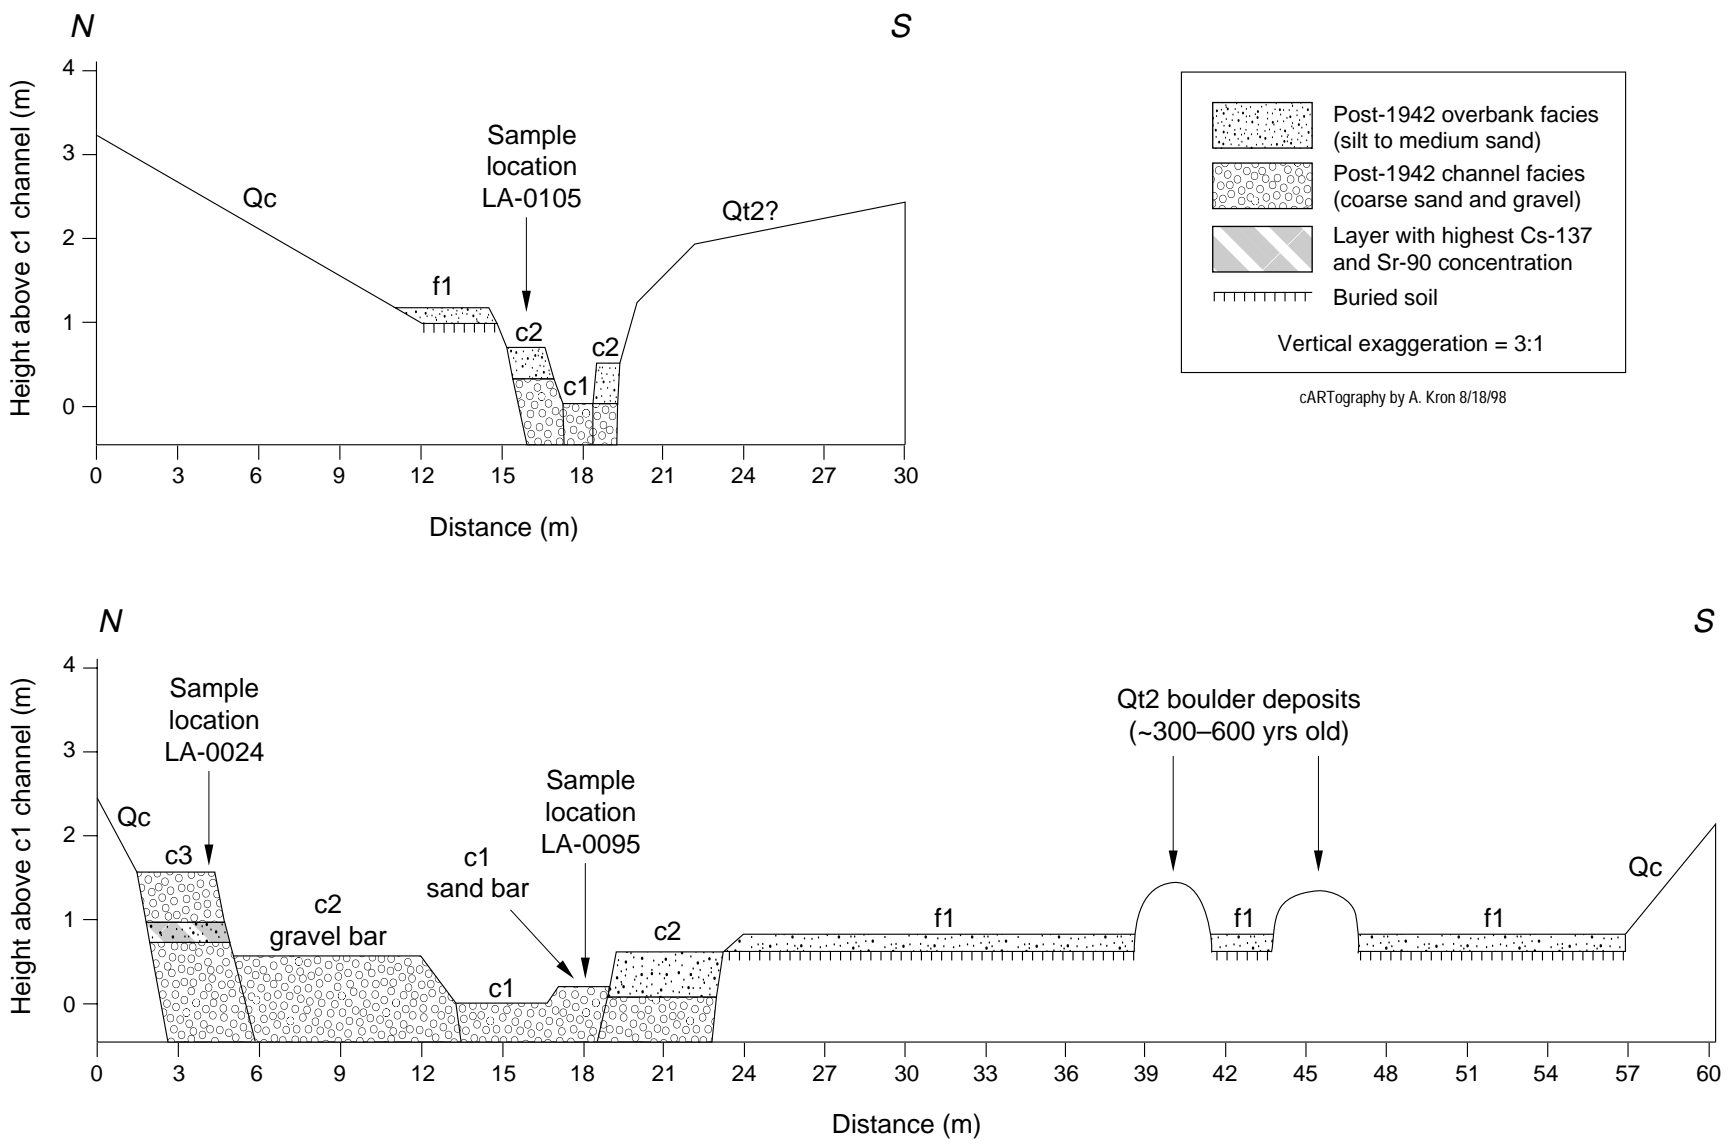 N
S
4
3
2
1
0
Height above c1 channel (m)
Qc
f1
Sample
location
LA-0105
c2
c1
c2
Qt2?
0 3 6 9 12 15 18 21 24 27 30
Distance (m)
Post-1942 overbank facies
(silt to medium sand)
Post-1942 channel facies
(coarse sand and gravel)
Layer with highest Cs-137
and Sr-90 concentration
Buried soil
Vertical exaggeration = 3:1
cARTography by A. Kron 8/18/98
N
S
4
3
2
1
0
Height above c1 channel (m)
Qc
Sample
location
LA-0024
c3
c2
gravel bar
c1
sand bar
c1
Sample
location
LA-0095
c2
f1
Qt2 boulder deposits
(~300–600 yrs old)
f1
f1
Qc
0 3 6 9 12 15 18 21 24 27 30 33 36 39 42 45 48 51 54 57 60
Distance (m)